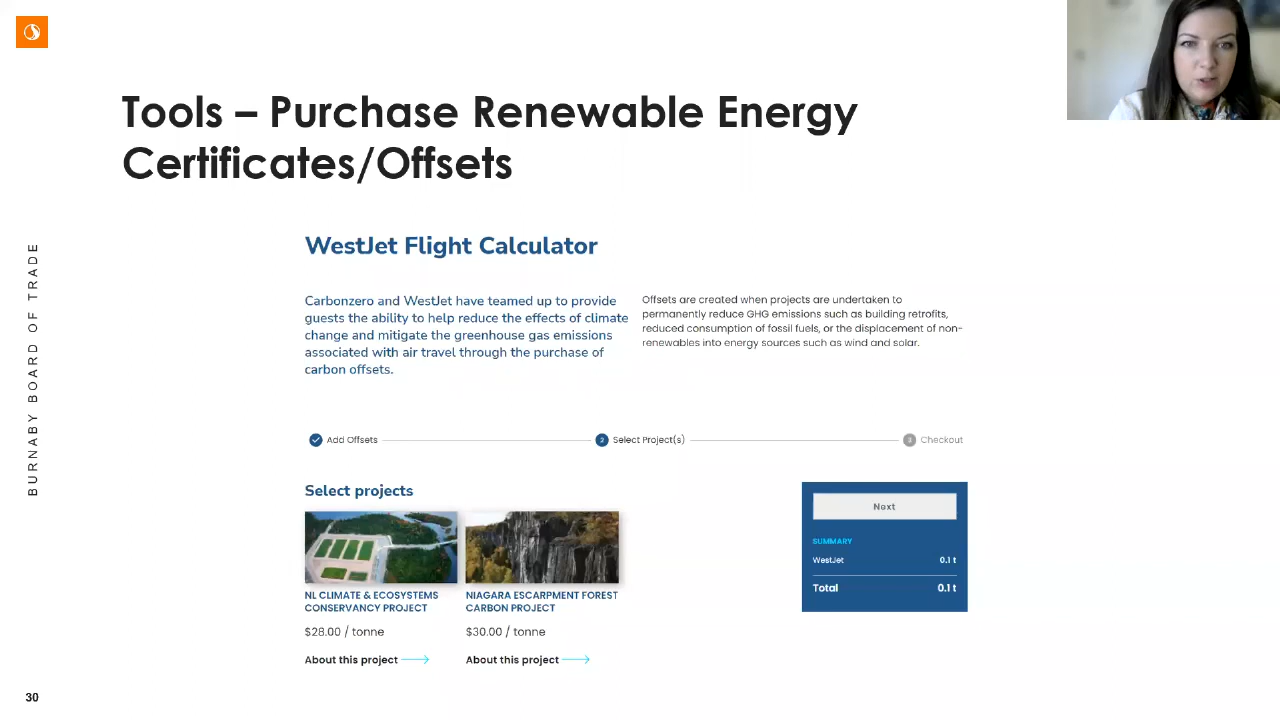 Tools – Purchase Renewable Energy
Certificates/Offsets
BURNABY BOARD OF TRADE
WestJet Flight Calculator
Carbonzero and WestJet have teamed up to provide
guests the ability to help reduce the effects of climate
change and mitigate the greenhouse gas emissions
associated with air travel through the purchase of
carbon offsets.
Offsets are created when projects are undertaken to
permanently reduce GHG emissions such as building retrofits,
reduced consumption of fossil fuels, or the displacement of non-
renewables into energy sources such as wind and solar.
Add Offsets
2 Select Project(s)
3 Checkout
Select projects
NL CLIMATE & ECOSYSTEMS
CONSERVANCY PROJECT
$28.00 / tonne
About this project
NIAGARA ESCARPMENT FOREST
CARBON PROJECT
$30.00 / tonne
About this project
Next
SUMMARY
WestJet 0.1 t
Total 0.1 t
30